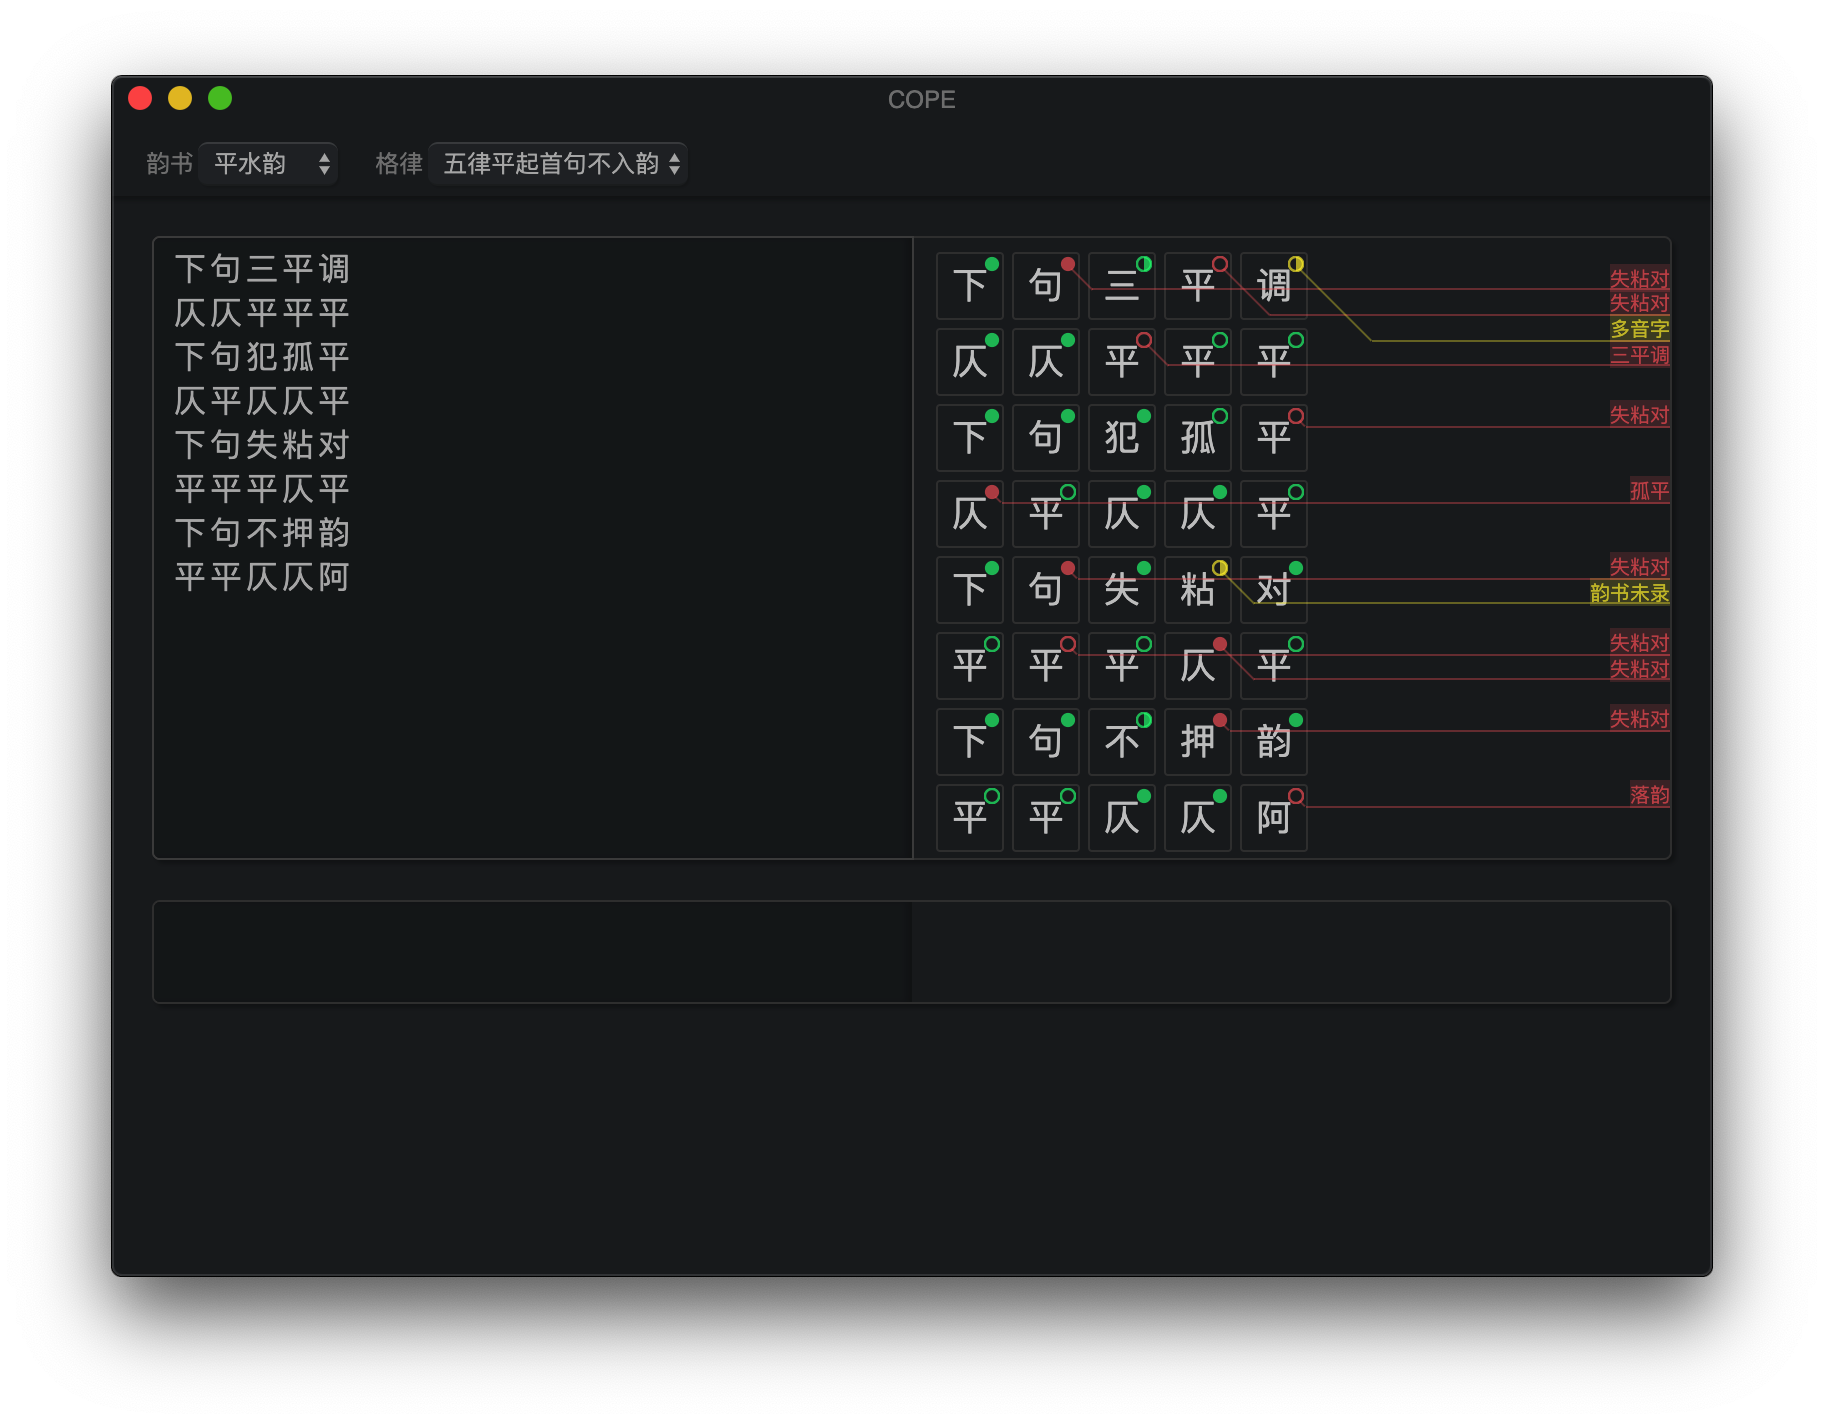 COPE
韵书 平水韵 格律 五律平起首句不入韵
下句三平调
仄仄平平平
下句犯孤平
仄平仄仄平
下句失粘对
平平平仄平
下句不押韵
平平仄仄阿
下 句 三 平 调
失粘对
失粘对
多音字
仄 仄 平 平 平
三平调
下 句 犯 孤 平
失粘对
仄 平 仄 仄 平
孤平
下 句 失 粘 对
失粘对
韵书未录
平 平 平 仄 平
失粘对
失粘对
下 句 不 押 韵
失粘对
平 平 仄 仄 阿
落韵